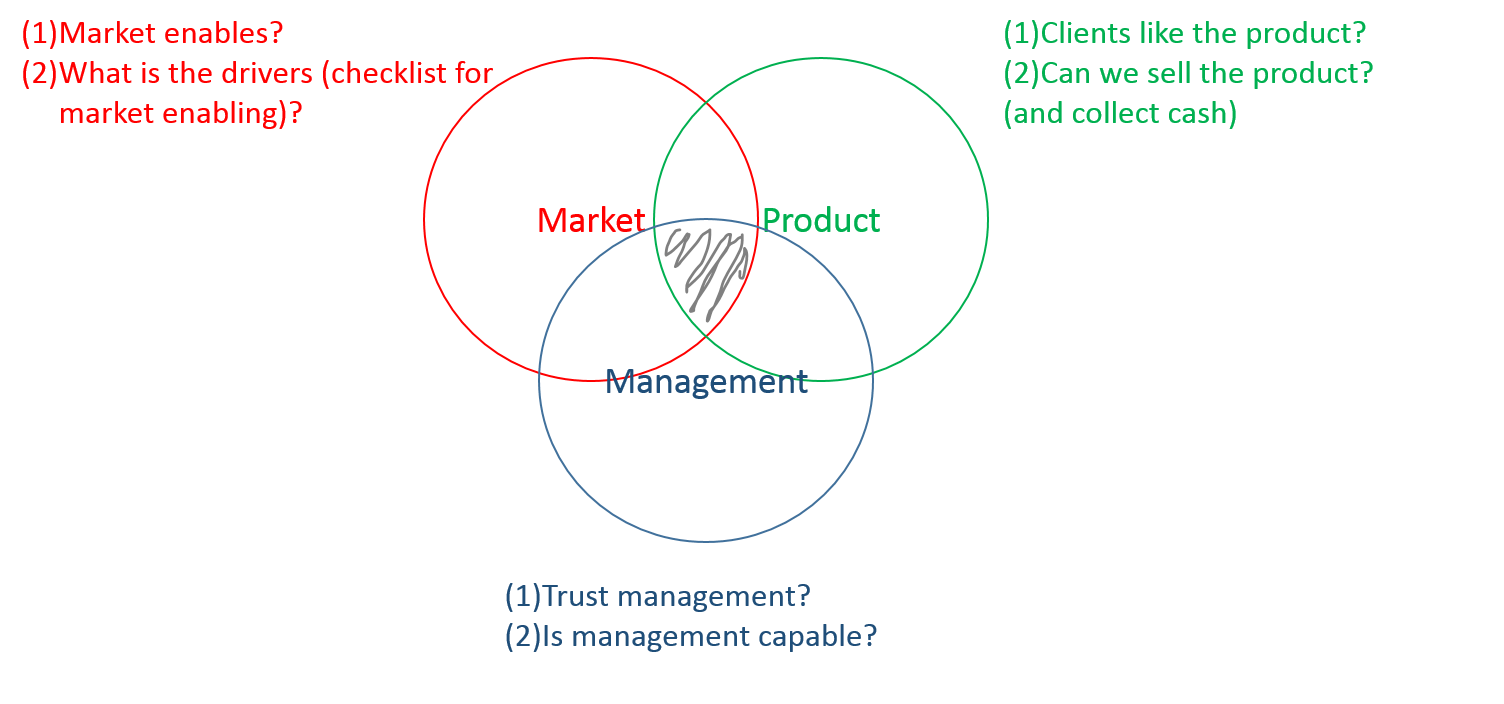 (1)Market enables?
(2)What is the drivers (checklist for
market enabling)?
(1)Clients like the product?
(2)Can we sell the product?
(and collect cash)
Market
Product
Management
(1)Trust management?
(2)Is management capable?